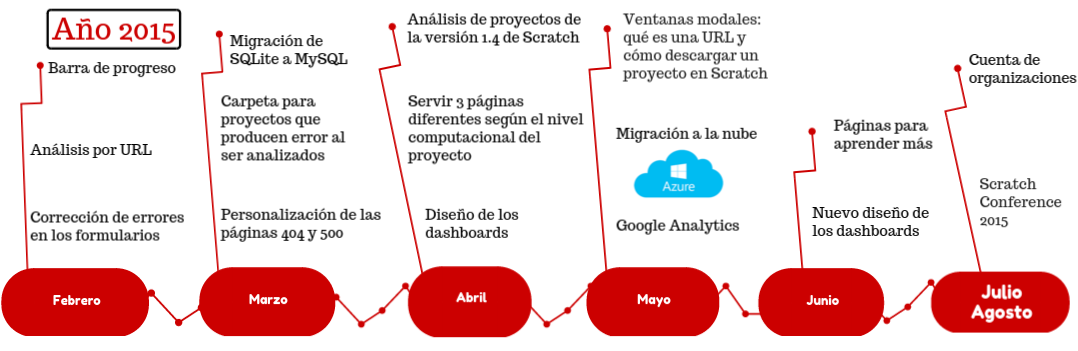 Año 2015
Barra de progreso
Análisis por URL
Corrección de errores
en los formularios
Febrero
Migración de
SQLite a MySQL
Carpeta para
proyectos que
producen error al
ser analizados
Personalización de las
páginas 404 y 500
Marzo
Análisis de proyectos de
la versión 1.4 de Scratch
Servir 3 páginas
diferentes según el nivel
computacional del
proyecto
Diseño de los
dashboards
Abril
Ventanas modales:
qué es una URL y
cómo descargar un
proyecto en Scratch
Migración a la nube
Azure
Google Analytics
Mayo
Páginas para
aprender más
Nuevo diseño de
los dashboards
Junio
Cuenta de
organizaciones
Scratch
Conference
2015
Julio
Agosto